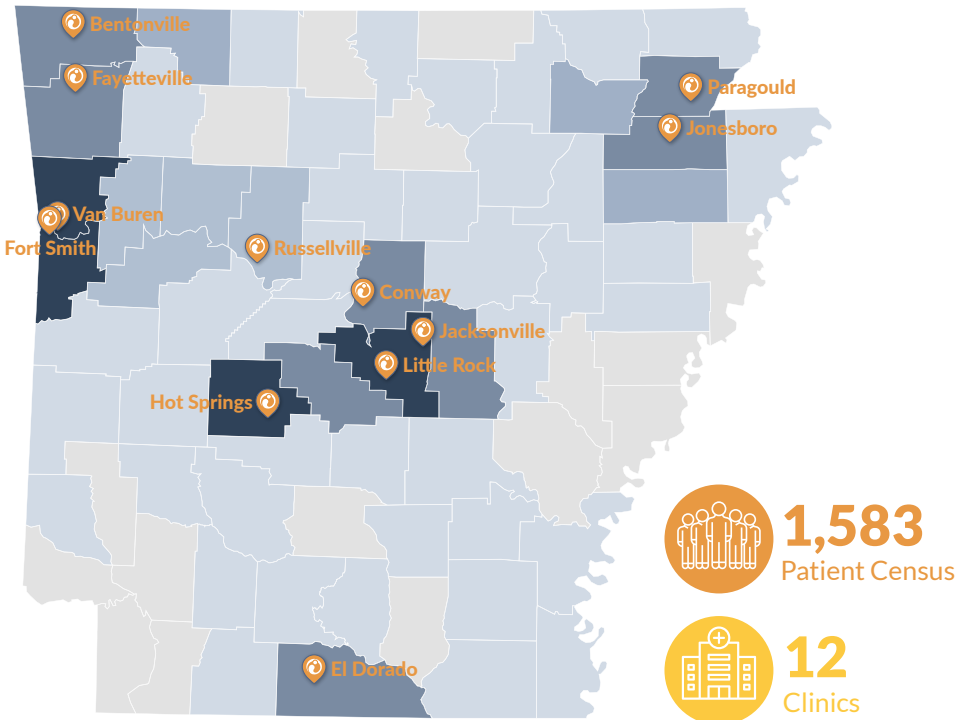 Bentonville
Fayetteville
Paragould
Jonesboro
Van Buren
Fort Smith
Russellville
Conway
Jacksonville
Little Rock
Hot Springs
1,583
Patient Census
12
Clinics
El Dorado